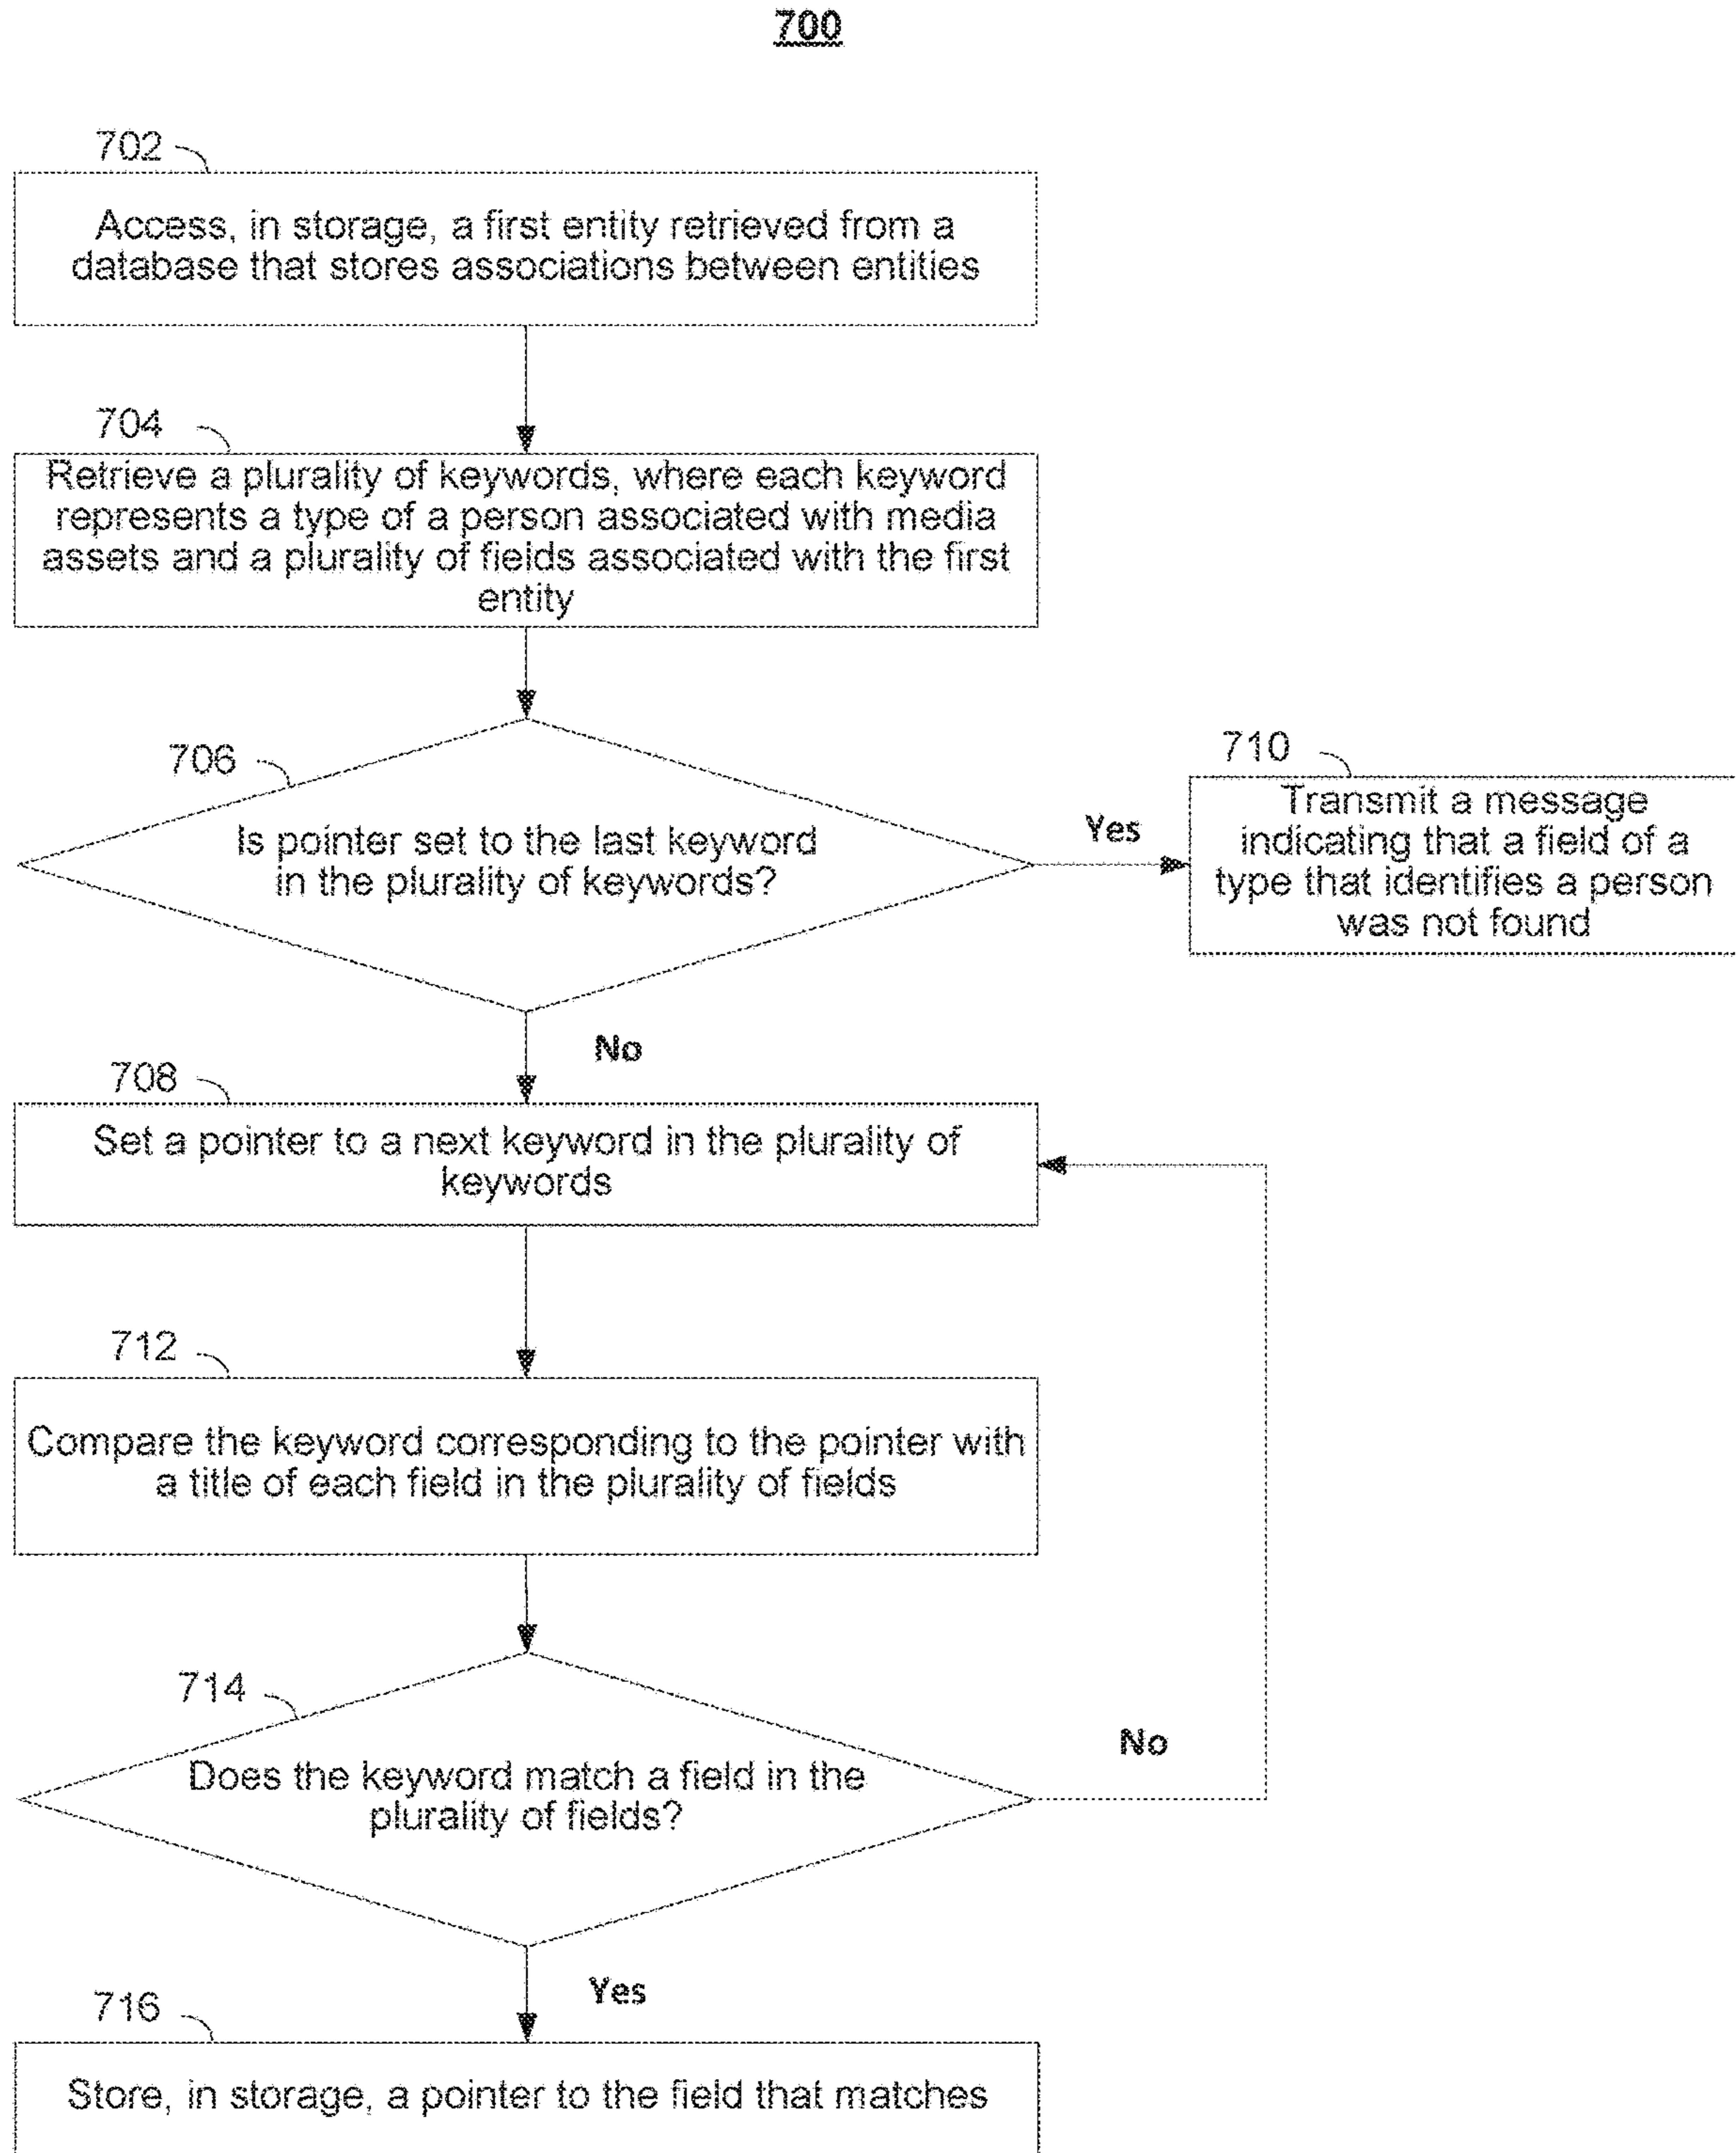 700
702
Access, in storage, a first entity retrieved from a
database that stores associations between entities
704
Retrieve a plurality of keywords, where each keyword
represents a type of a person associated with media
assets and a plurality of fields associated with the first
entity
706
Is pointer set to the last keyword
in the plurality of keywords?
Yes
710
Transmit a message
indicating that a field of a
type that identifies a person
was not found
No
708
Set a pointer to a next keyword in the plurality of
keywords
712
Compare the keyword corresponding to the pointer with
a title of each field in the plurality of fields
714
Does the keyword match a field in the
plurality of fields?
No
Yes
716
Store, in storage, a pointer to the field that matches